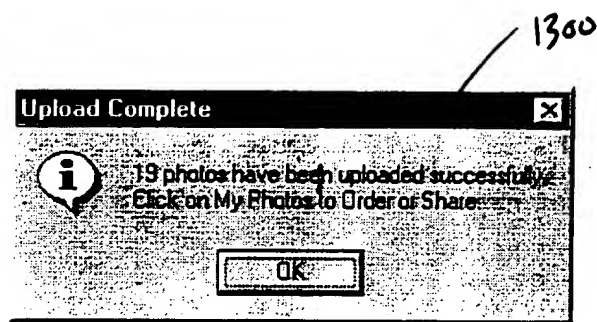 1300
Upload Complete
19 photos have been uploaded successfully.
Click on My Photos to Order or Share
OK